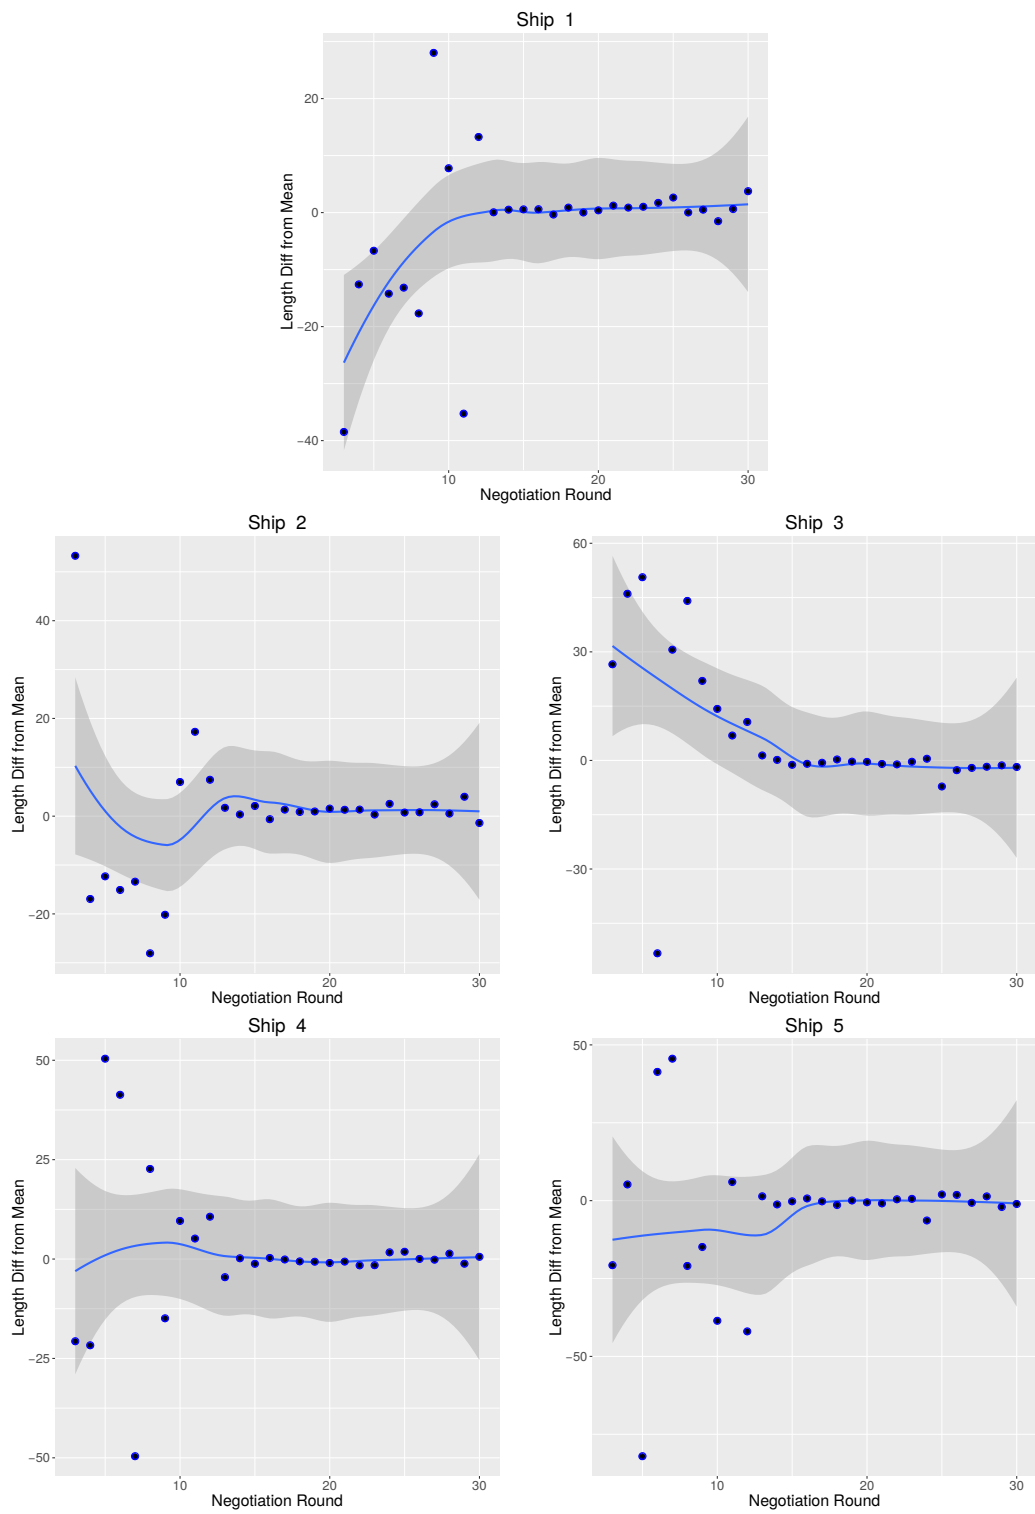 Ship 1
Length Diff from Mean
20
0
−20
−40
10 20 30
Negotiation Round
Ship 2
Length Diff from Mean
40
20
0
−20
10 20 30
Negotiation Round
Ship 3
Length Diff from Mean
60
30
0
−30
10 20 30
Negotiation Round
Ship 4
Length Diff from Mean
50
25
0
−25
−50
10 20 30
Negotiation Round
Ship 5
Length Diff from Mean
50
0
−50
10 20 30
Negotiation Round